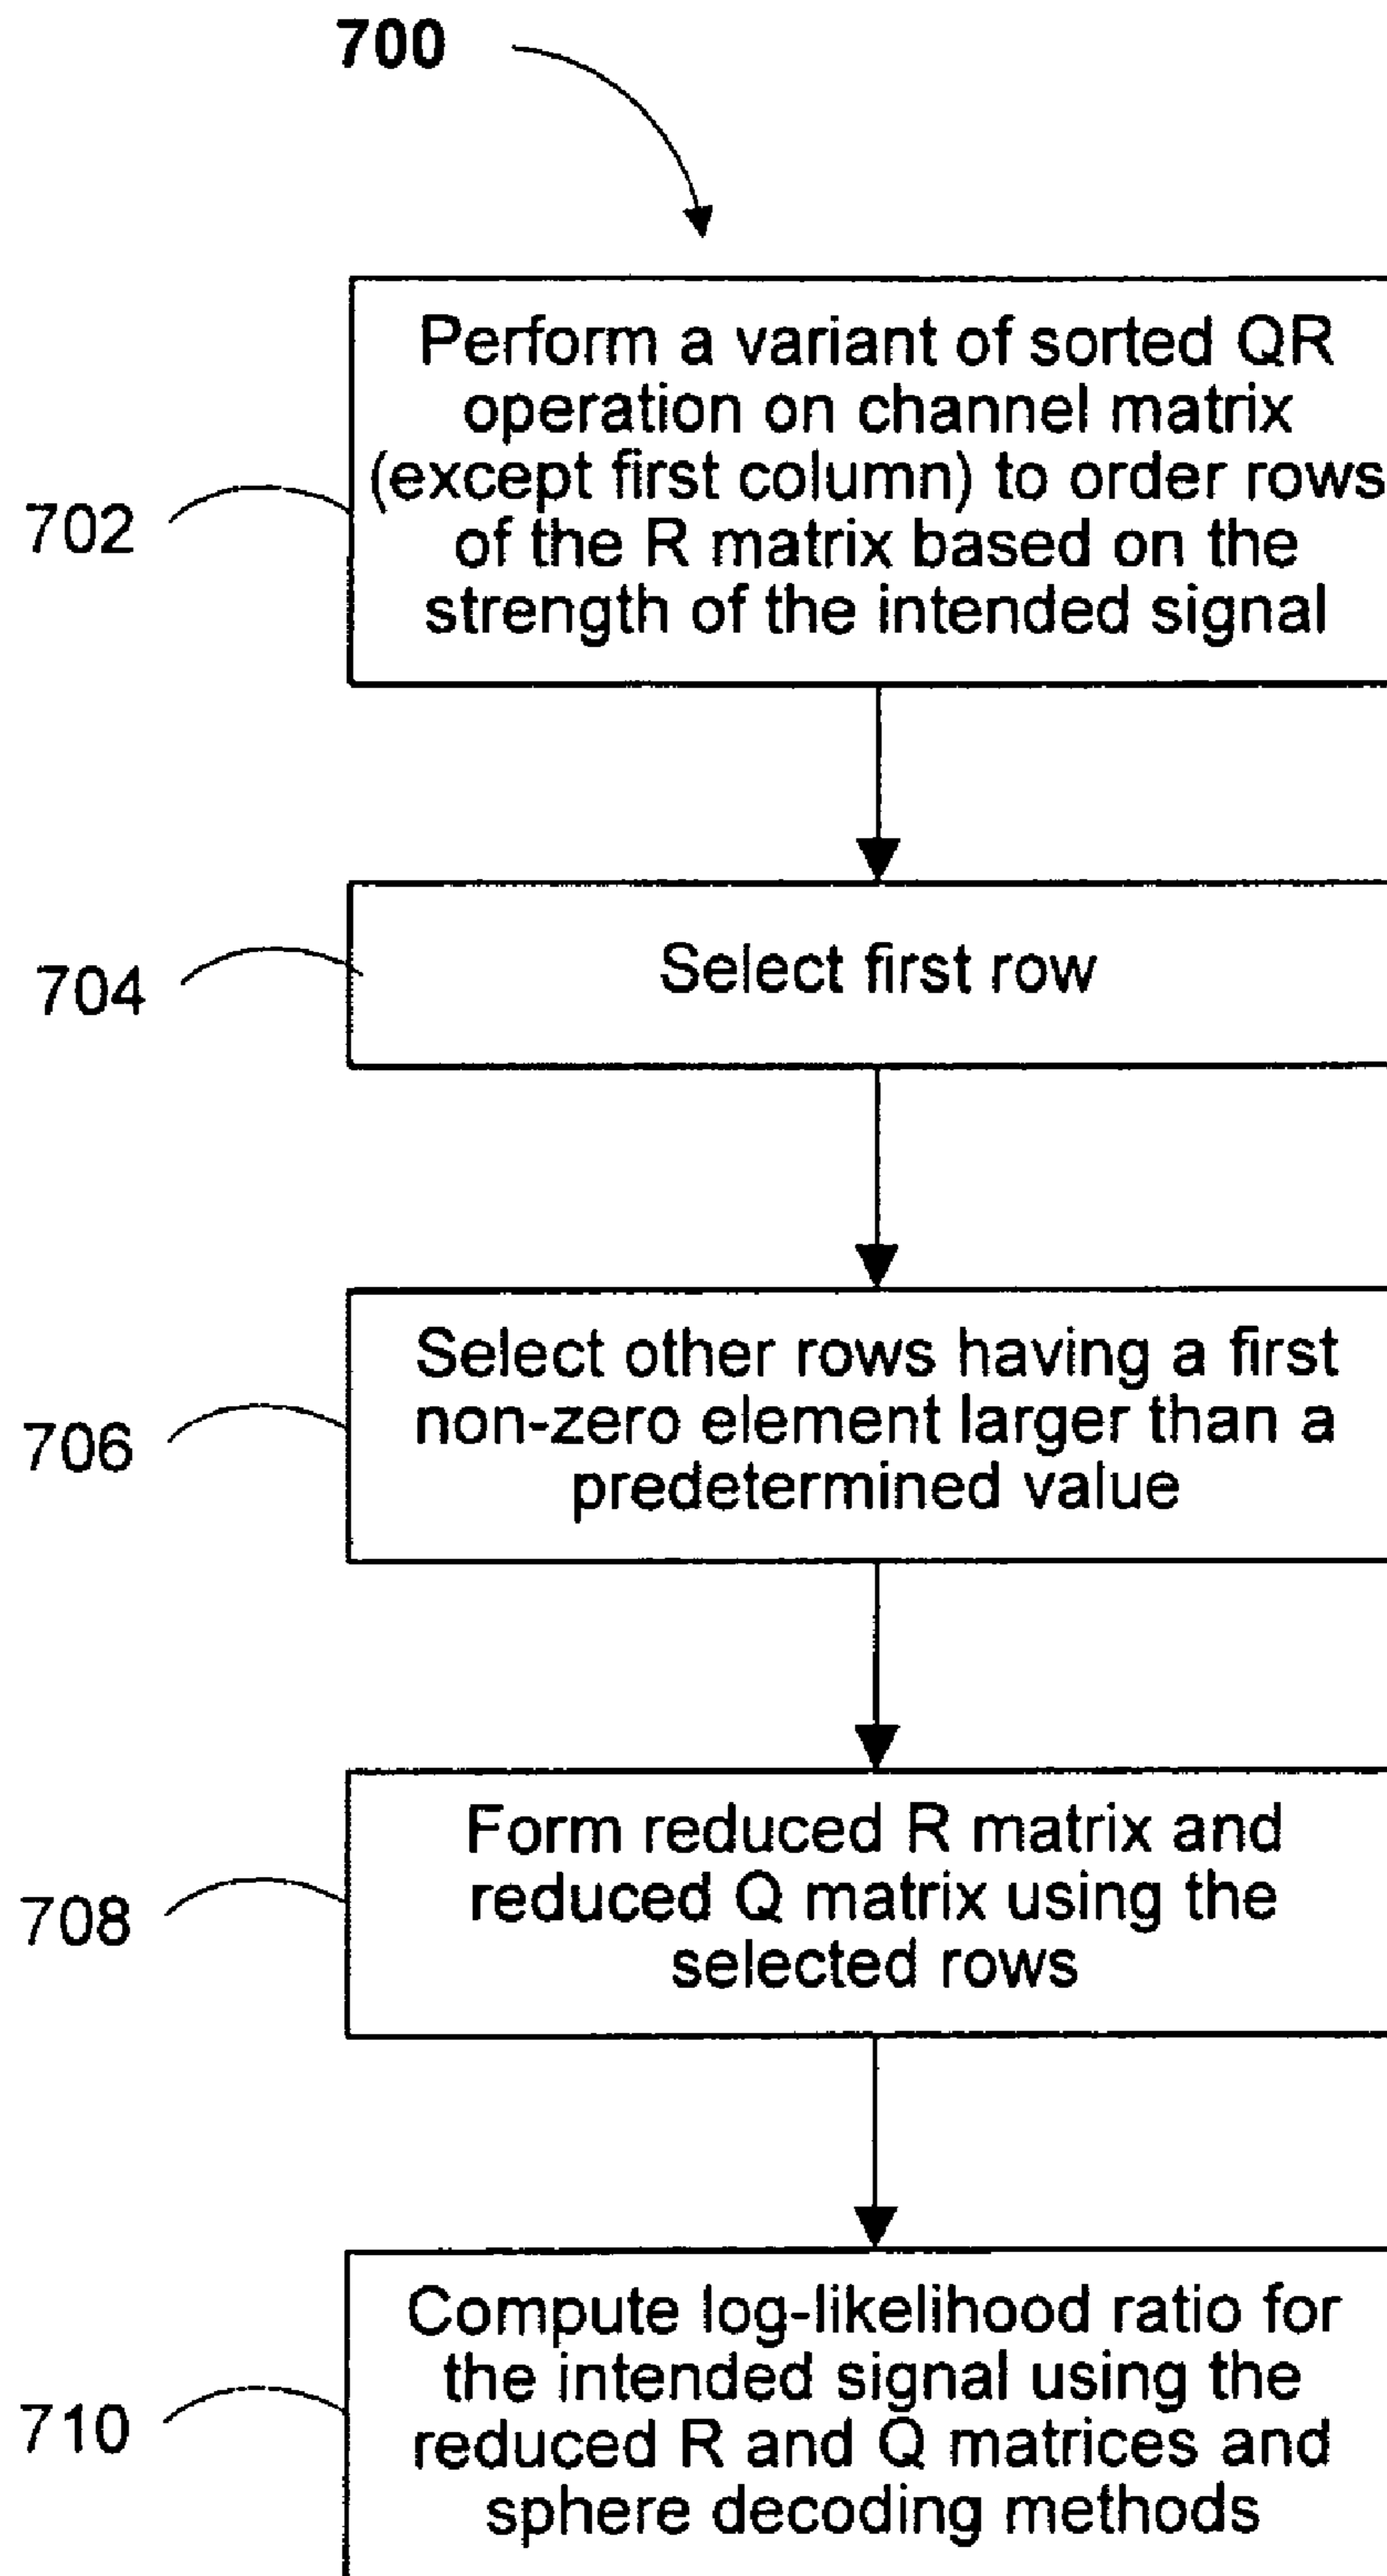 700
Perform a variant of sorted QR
operation on channel matrix
(except first column) to order rows
of the R matrix based on the
strength of the intended signal
702
Select first row
704
Select other rows having a first
non-zero element larger than a
predetermined value
706
Form reduced R matrix and
reduced Q matrix using the
selected rows
708
Compute log-likelihood ratio for
the intended signal using the
reduced R and Q matrices and
sphere decoding methods
710